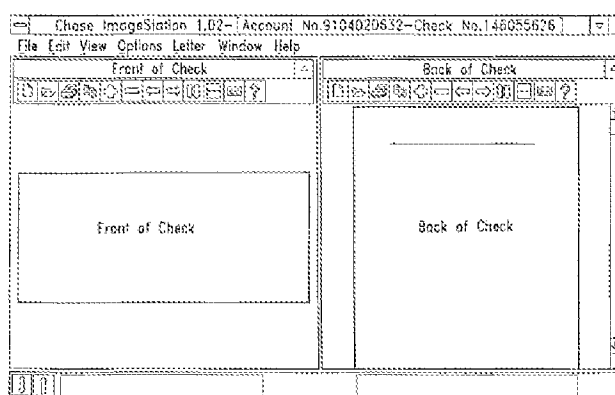 Chase ImageStation 1.02-[Account No.9104020632-Check No.146055626]
File Edit View Options Letter Window Help
Front of Check
Back of Check
?
?
Front of Check
Back of Check